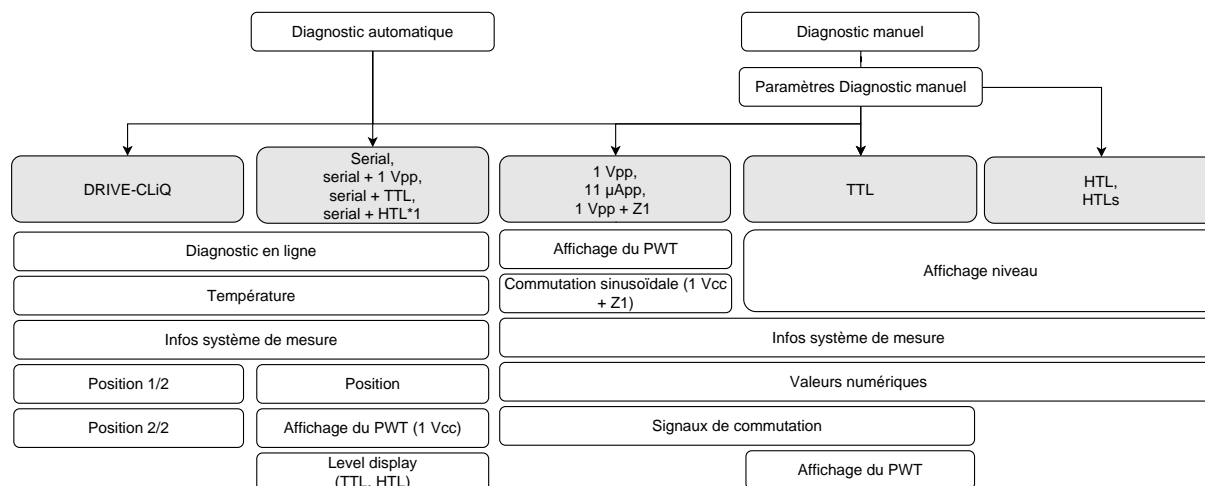 Diagnostic automatique
Diagnostic manuel
Paramètres Diagnostic manuel
DRIVE-CLiQ
Serial,
serial + 1 Vpp,
serial + TTL,
serial + HTL*1
1 Vpp,
11 µApp,
1 Vpp + Z1
TTL
HTL,
HTLs
Diagnostic en ligne
Affichage du PWT
Affichage niveau
Température
Commutation sinusoïdale (1 Vcc
+ Z1)
Infos système de mesure
Infos système de mesure
Position 1/2
Position
Valeurs numériques
Position 2/2
Affichage du PWT (1 Vcc)
Signaux de commutation
Level display
(TTL, HTL)
Affichage du PWT